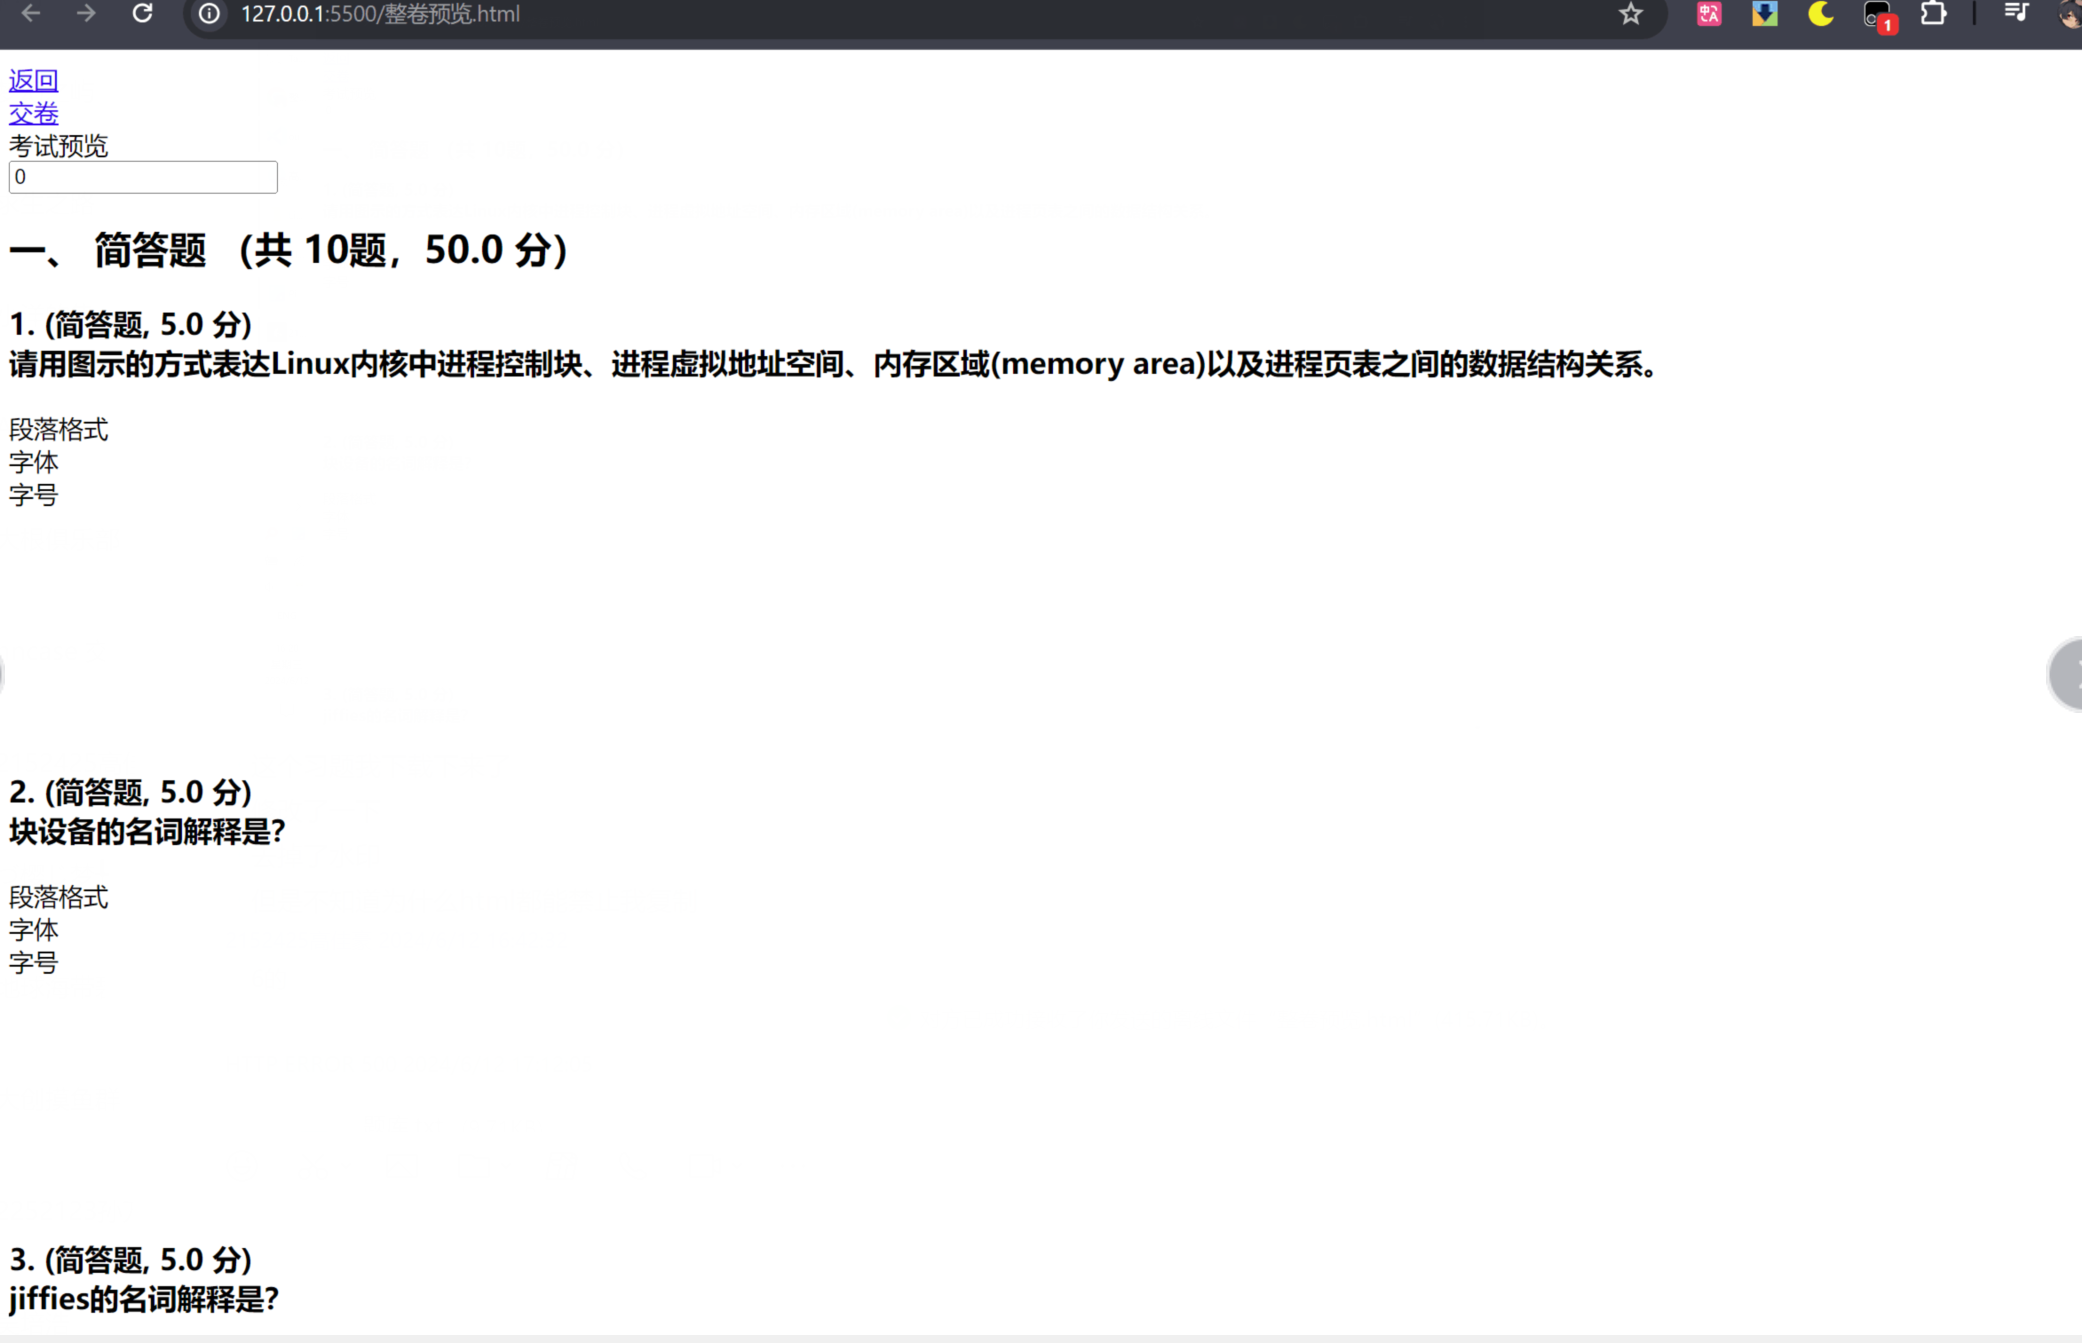 127.0.0.1:5500/整卷预览.html
中A
1
返回
交卷
考试预览
0
一、 简答题 （共 10题，50.0 分）
1. (简答题, 5.0 分)
请用图示的方式表达Linux内核中进程控制块、进程虚拟地址空间、内存区域(memory area)以及进程页表之间的数据结构关系。
段落格式
字体
字号
2. (简答题, 5.0 分)
块设备的名词解释是?
段落格式
字体
字号
3. (简答题, 5.0 分)
jiffies的名词解释是?